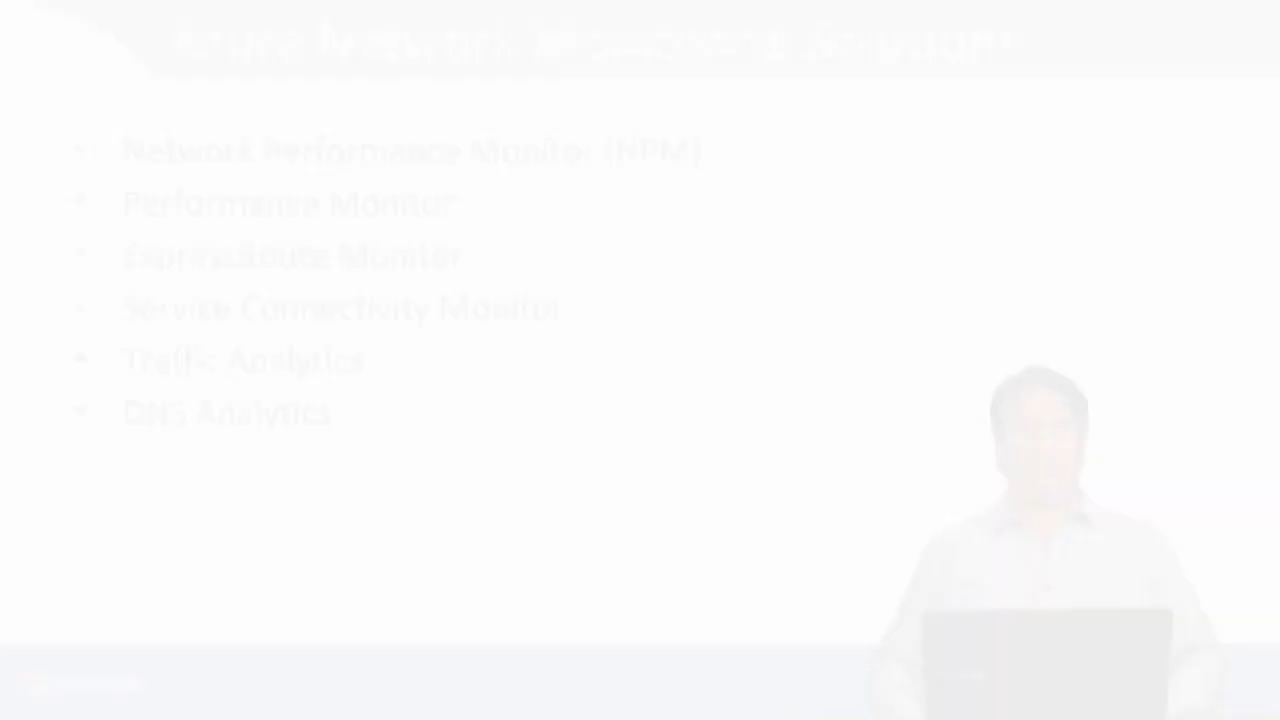 Azure Network Monitoring Solutions
• Network Performance Monitor (NPM)
• Performance Monitor
• ExpressRoute Monitor
• Service Connectivity Monitor
• Traffic Analytics
• DNS Analytics